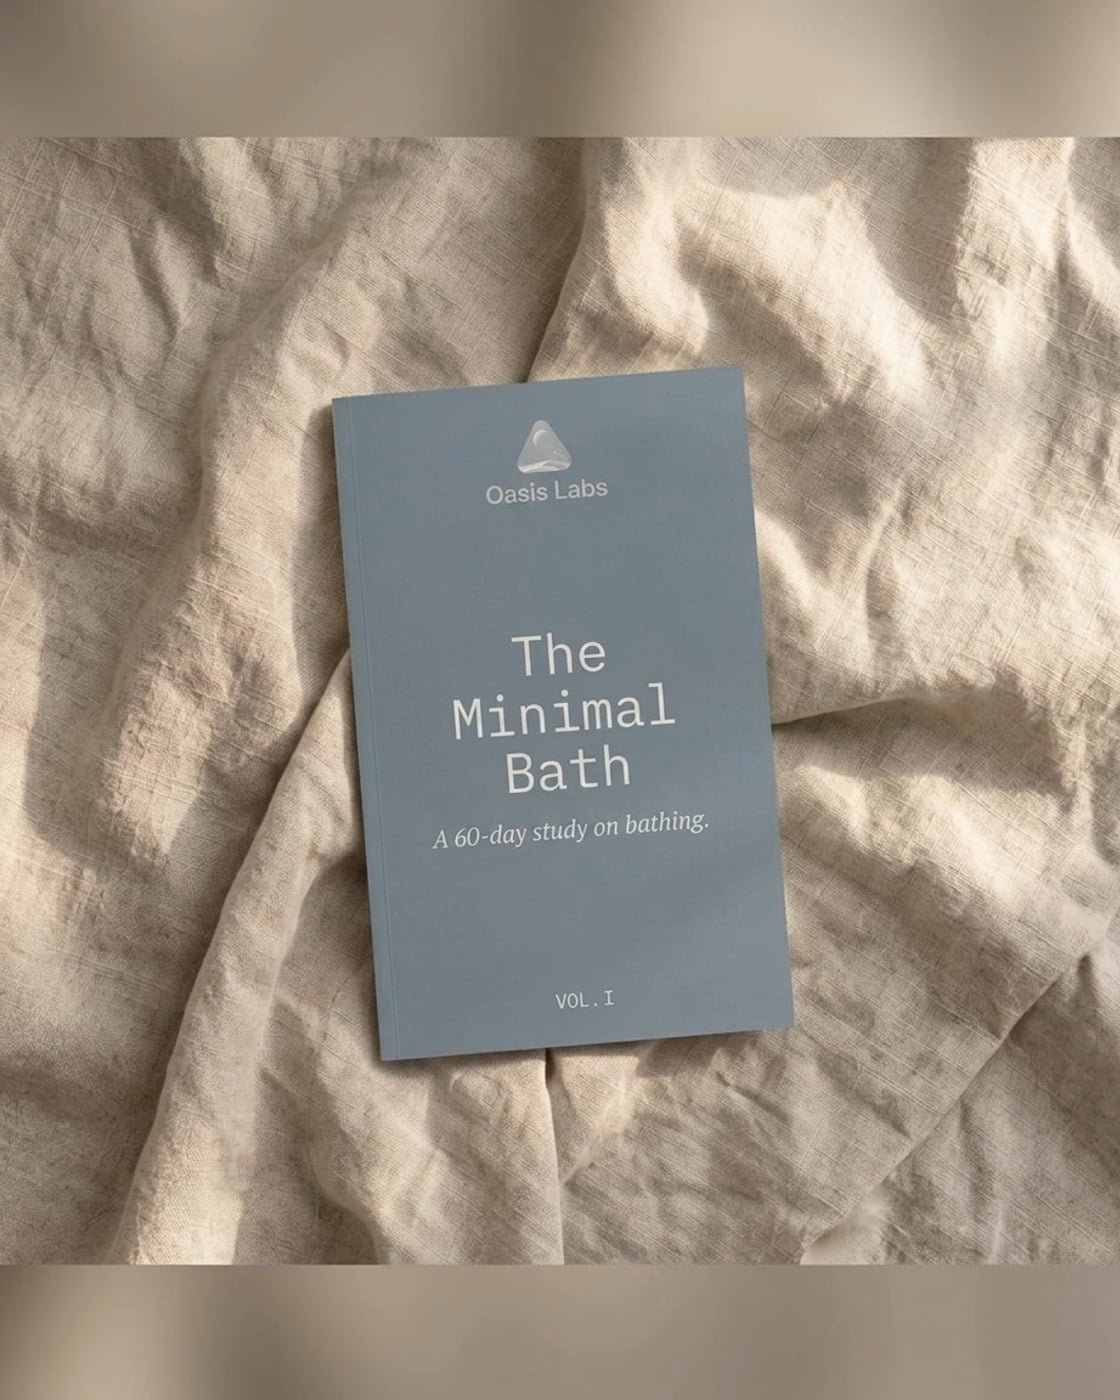 Oasis Labs
The
Minimal
Bath
A 60-day study on bathing.
VOL.I